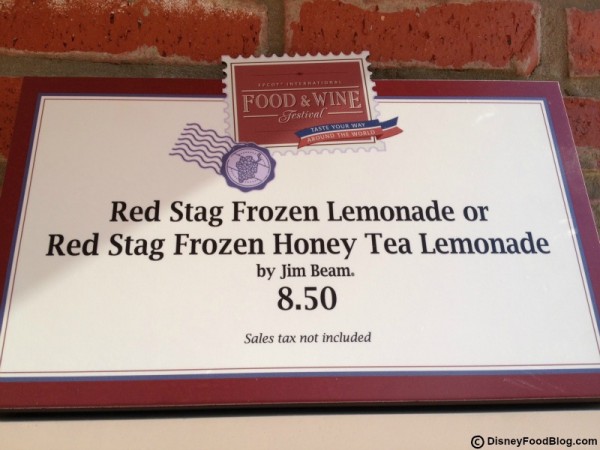 EPCOT INTERNATIONAL
FOOD & WINE
Festival
TASTE YOUR WAY
AROUND THE WORLD
Red Stag Frozen Lemonade or
Red Stag Frozen Honey Tea Lemonade
by Jim Beam®
8.50
Sales tax not included
© DisneyFoodBlog.com